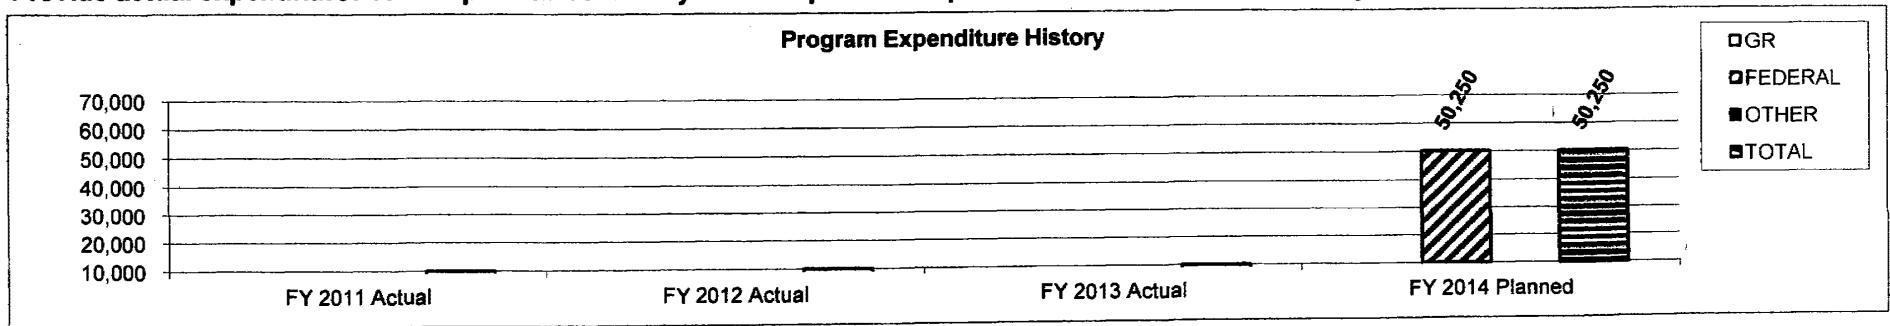 Program Expenditure History
GR
FEDERAL
OTHER
TOTAL
50,250
50,250
70,000
60,000
50,000
40,000
30,000
20,000
10,000
FY 2011 Actual
FY 2012 Actual
FY 2013 Actual
FY 2014 Planned